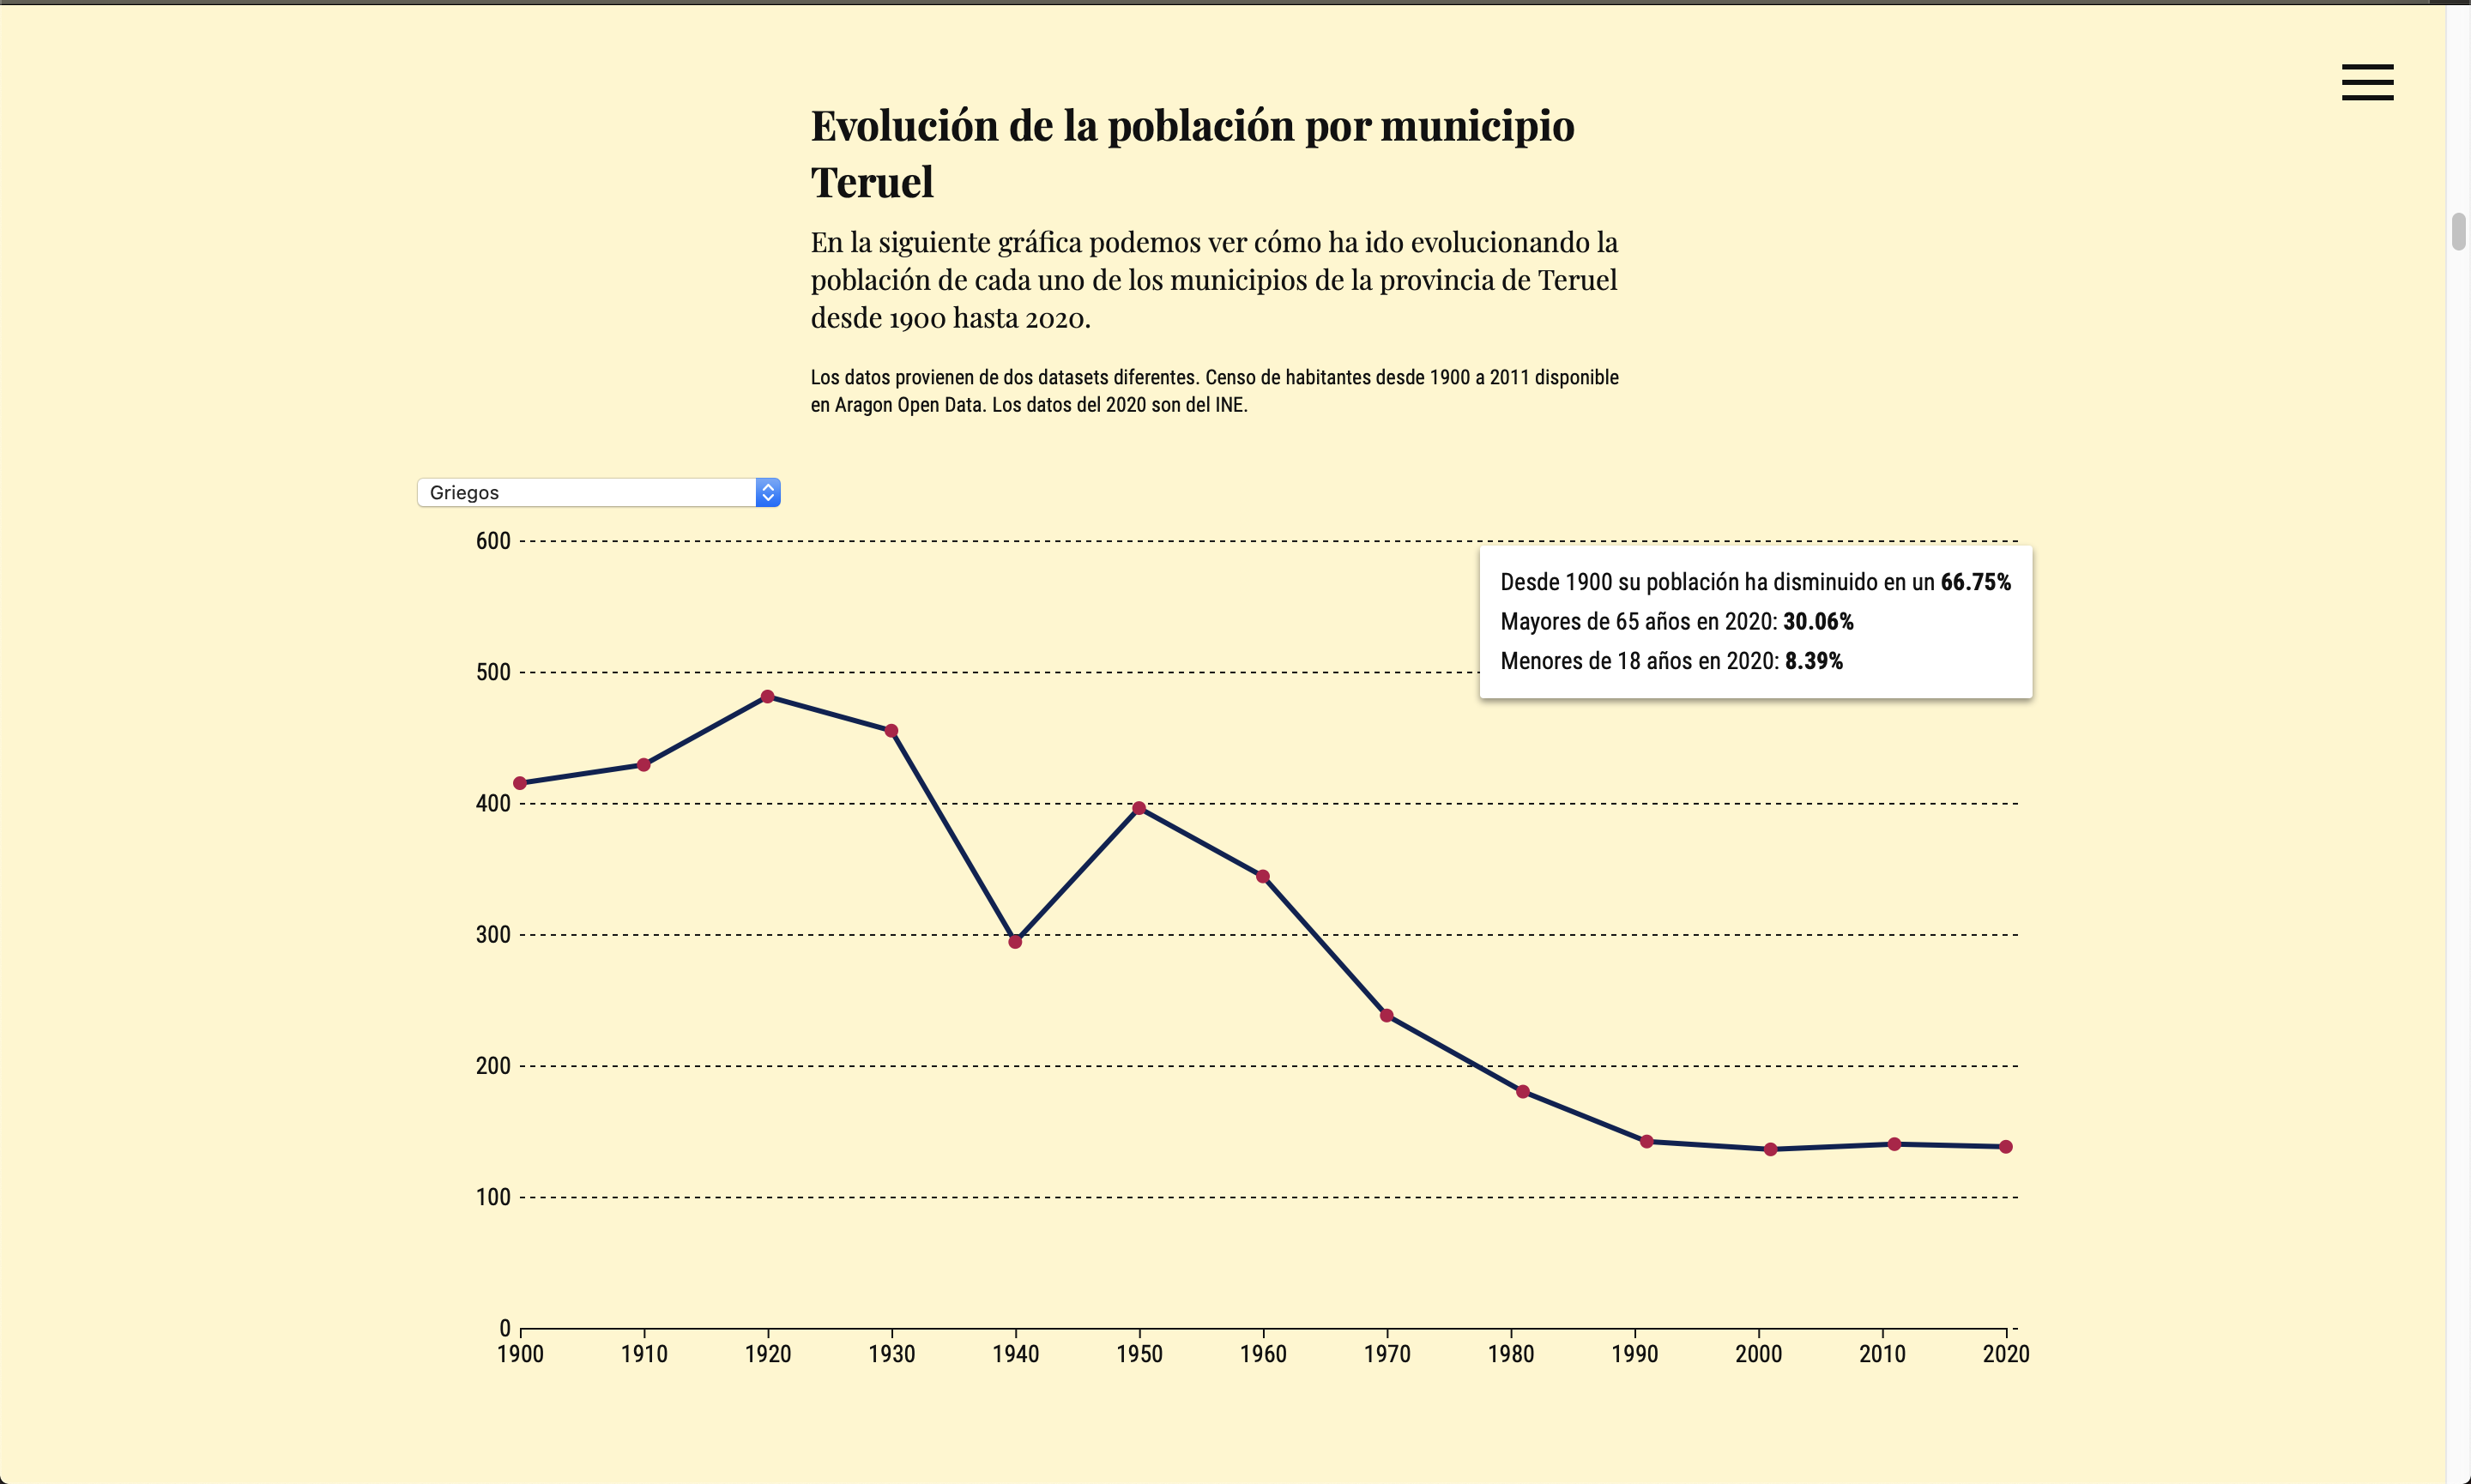 Evolución de la población por municipio
Teruel
En la siguiente gráfica podemos ver cómo ha ido evolucionando la
población de cada uno de los municipios de la provincia de Teruel
desde 1900 hasta 2020.
Los datos provienen de dos datasets diferentes. Censo de habitantes desde 1900 a 2011 disponible
en Aragon Open Data. Los datos del 2020 son del INE.
Griegos
600
Desde 1900 su población ha disminuido en un 66.75%
Mayores de 65 años en 2020: 30.06%
Menores de 18 años en 2020: 8.39%
500
400
300
200
100
0
1900 1910 1920 1930 1940 1950 1960 1970 1980 1990 2000 2010 2020